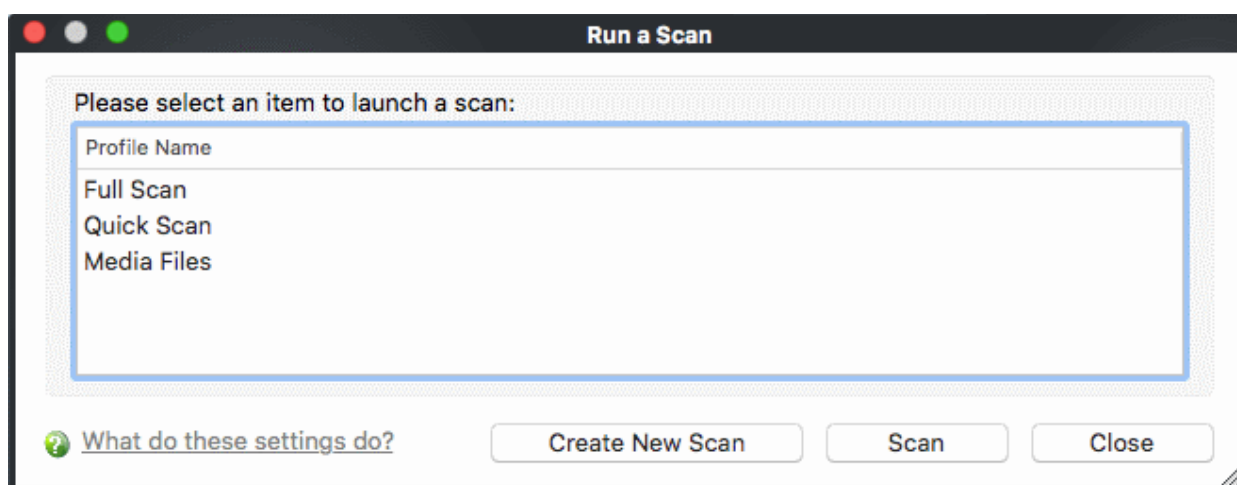 Run a Scan
Please select an item to launch a scan:
Profile Name
Full Scan
Quick Scan
Media Files
What do these settings do?
Create New Scan
Scan
Close